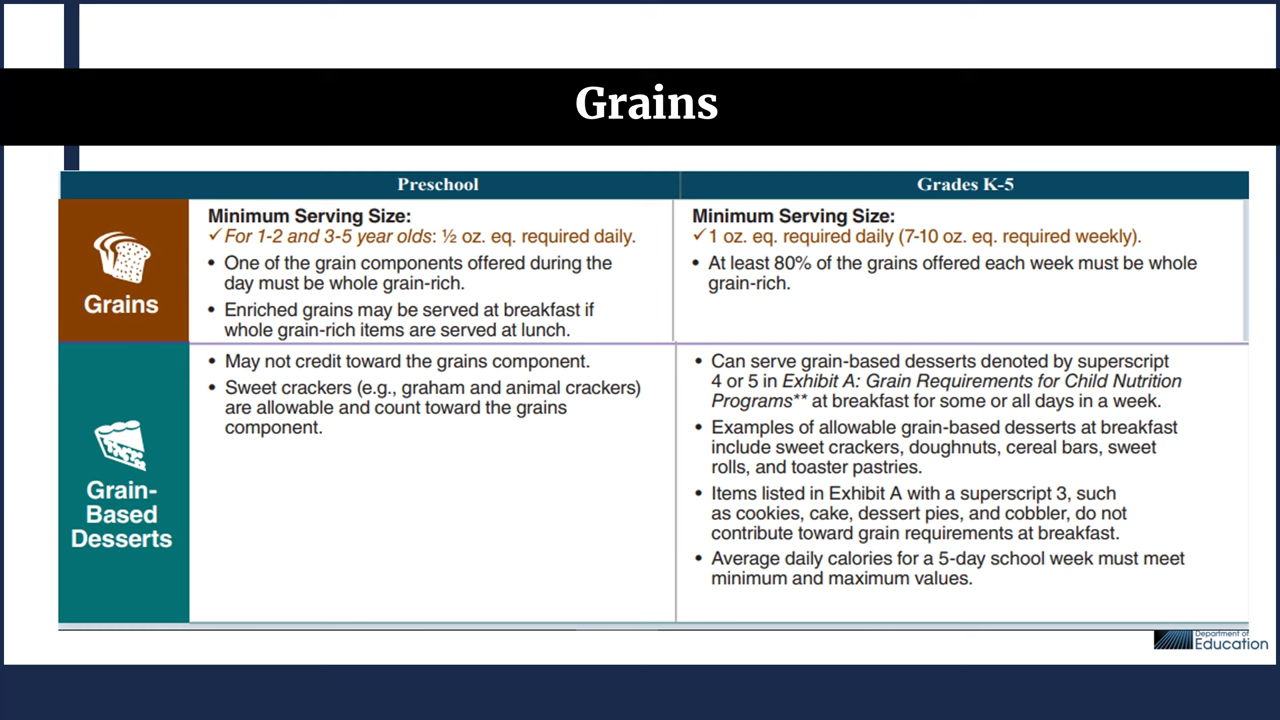 Grains
Preschool
Grades K-5
Grains
Minimum Serving Size:
✓For 1-2 and 3-5 year olds: ½ oz. eq. required daily.
• One of the grain components offered during the
day must be whole grain-rich.
• Enriched grains may be served at breakfast if
whole grain-rich items are served at lunch.
Minimum Serving Size:
✓1 oz. eq. required daily (7-10 oz. eq. required weekly).
• At least 80% of the grains offered each week must be whole
grain-rich.
Grain-
Based
Desserts
• May not credit toward the grains component.
• Sweet crackers (e.g., graham and animal crackers)
are allowable and count toward the grains
component.
• Can serve grain-based desserts denoted by superscript
4 or 5 in Exhibit A: Grain Requirements for Child Nutrition
Programs** at breakfast for some or all days in a week.
• Examples of allowable grain-based desserts at breakfast
include sweet crackers, doughnuts, cereal bars, sweet
rolls, and toaster pastries.
• Items listed in Exhibit A with a superscript 3, such
as cookies, cake, dessert pies, and cobbler, do not
contribute toward grain requirements at breakfast.
• Average daily calories for a 5-day school week must meet
minimum and maximum values.
Department of
Education